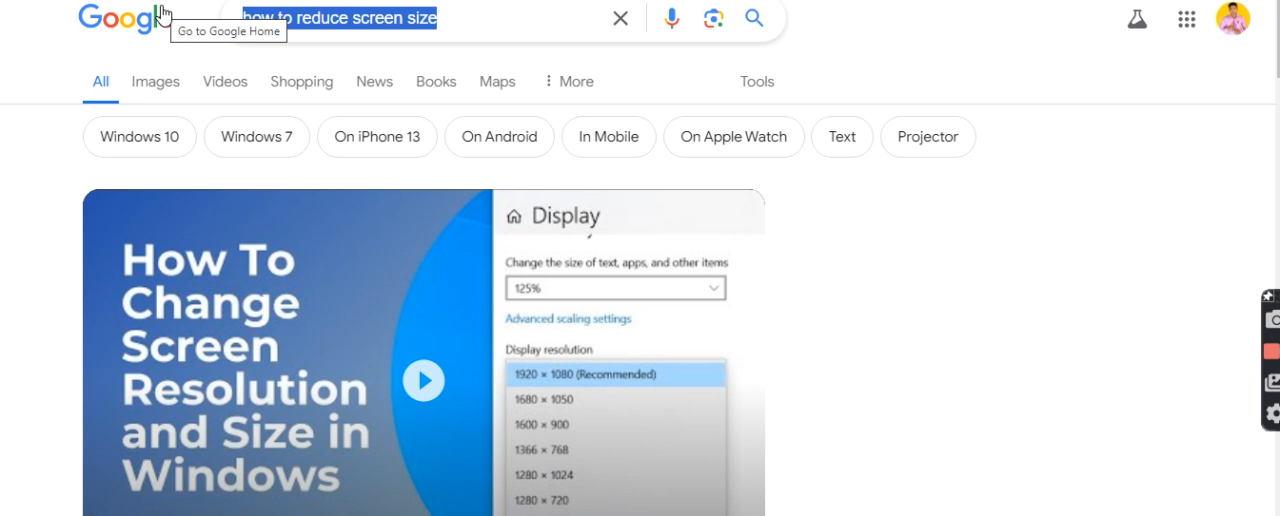 Google
how to reduce screen size
Go to Google Home
All Images Videos Shopping News Books Maps More Tools
Windows 10 Windows 7 On iPhone 13 On Android In Mobile On Apple Watch Text Projector
How To
Change
Screen
Resolution
and Size in
Windows
Display
Change the size of text, apps, and other items
125%
Advanced scaling settings
Display resolution
1920 × 1080 (Recommended)
1680 × 1050
1600 × 900
1366 × 768
1280 × 1024
1280 × 720